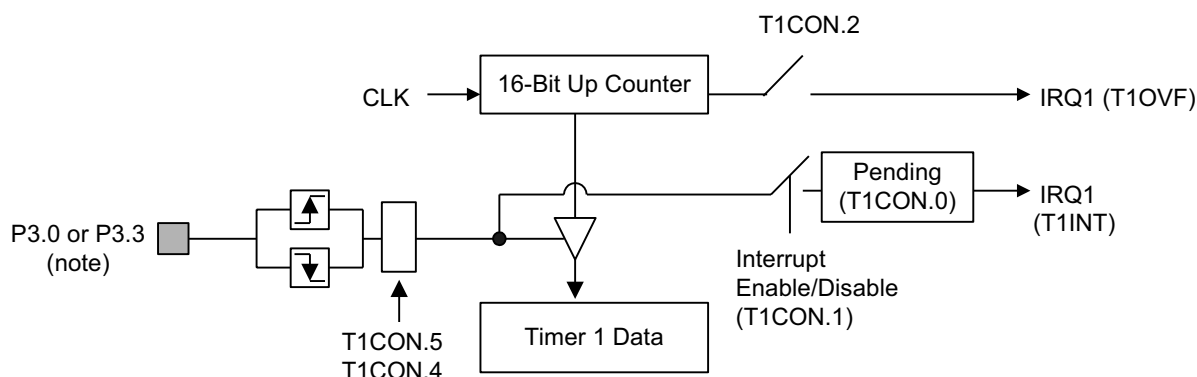 T1CON.2
CLK
16-Bit Up Counter
IRQ1 (T1OVF)
Pending
(T1CON.0)
IRQ1
(T1INT)
P3.0 or P3.3
(note)
Interrupt
Enable/Disable
(T1CON.1)
T1CON.5
T1CON.4
Timer 1 Data